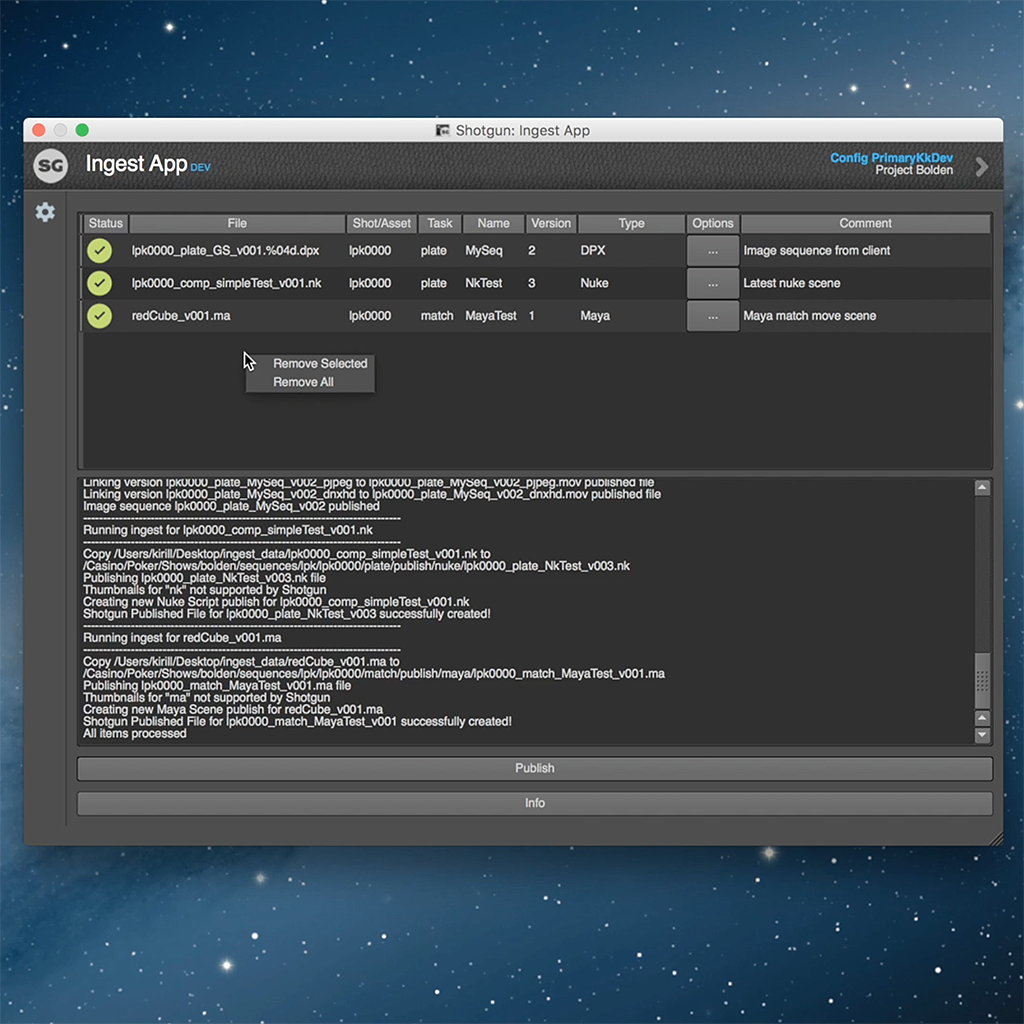 Shotgun: Ingest App
SG
Ingest App DEV
Config PrimaryKkDev
Project Bolden
Status File Shot/Asset Task Name Version Type Options Comment
lpk0000_plate_GS_v001.%04d.dpx lpk0000 plate MySeq 2 DPX ... Image sequence from client
lpk0000_comp_simpleTest_v001.nk lpk0000 plate NkTest 3 Nuke ... Latest nuke scene
redCube_v001.ma lpk0000 match MayaTest 1 Maya ... Maya match move scene
Remove Selected
Remove All
Linking version lpk0000_plate_MySeq_v002_pjpeg to lpk0000_plate_MySeq_v002_pjpeg.mov published file
Linking version lpk0000_plate_MySeq_v002_dnxhd to lpk0000_plate_MySeq_v002_dnxhd.mov published file
Image sequence lpk0000_plate_MySeq_v002 published
------------------------------------------------------------------------
Running ingest for lpk0000_comp_simpleTest_v001.nk
------------------------------------------------------------------------
Copy /Users/kirill/Desktop/ingest_data/lpk0000_comp_simpleTest_v001.nk to
/Casino/Poker/Shows/bolden/sequences/lpk/lpk0000/plate/publish/nuke/lpk0000_plate_NkTest_v003.nk
Publishing lpk0000_plate_NkTest_v003.nk file
Thumbnails for "nk" not supported by Shotgun
Creating new Nuke Script publish for lpk0000_comp_simpleTest_v001.nk
Shotgun Published File for lpk0000_plate_NkTest_v003 successfully created!
------------------------------------------------------------------------
Running ingest for redCube_v001.ma
------------------------------------------------------------------------
Copy /Users/kirill/Desktop/ingest_data/redCube_v001.ma to
/Casino/Poker/Shows/bolden/sequences/lpk/lpk0000/match/publish/maya/lpk0000_match_MayaTest_v001.ma
Publishing lpk0000_match_MayaTest_v001.ma file
Thumbnails for "ma" not supported by Shotgun
Creating new Maya Scene publish for redCube_v001.ma
Shotgun Published File for lpk0000_match_MayaTest_v001 successfully created!
All items processed
Publish
Info